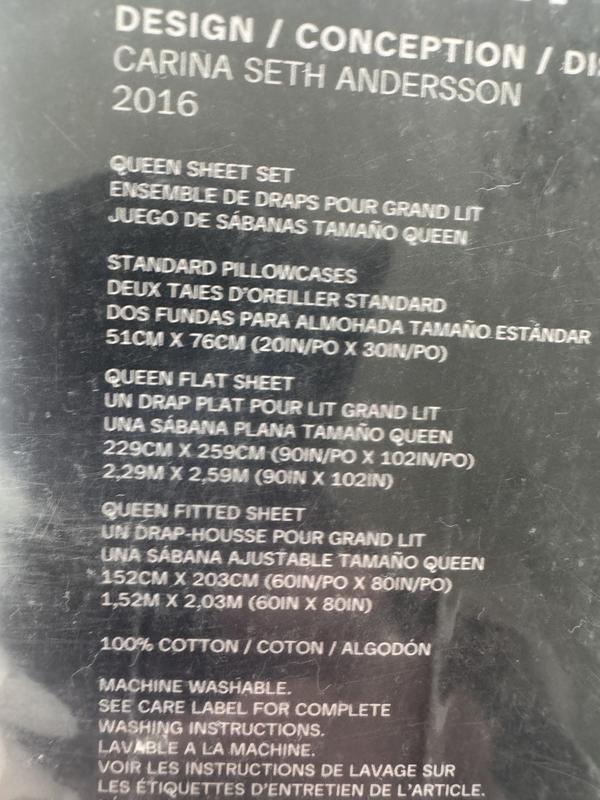 DESIGN / CONCEPTION /
CARINA SETH ANDERSSON
2016
QUEEN SHEET SET
ENSEMBLE DE DRAPS POUR GRAND LIT
JUEGO DE SÁBANAS TAMAÑO QUEEN
STANDARD PILLOWCASES
DEUX TAIES D'OREILLER STANDARD
DOS FUNDAS PARA ALMOHADA TAMAÑO ESTÁNDAR
51CM X 76CM (20IN/PO X 30IN/PO)
QUEEN FLAT SHEET
UN DRAP PLAT POUR LIT GRAND LIT
UNA SÁBANA PLANA TAMAÑO QUEEN
229CM X 259CM (90IN/PO X 102IN/PO)
2,29M X 2,59M (90IN X 102IN)
QUEEN FITTED SHEET
UN DRAP-HOUSSE POUR GRAND LIT
UNA SÁBANA AJUSTABLE TAMAÑO QUEEN
152CM X 203CM (60IN/PO X 80IN/PO)
1,52M X 2,03M (60IN X 80IN)
100% COTTON / COTON / ALGODÓN
MACHINE WASHABLE.
SEE CARE LABEL FOR COMPLETE
WASHING INSTRUCTIONS.
LAVABLE A LA MACHINE.
VOIR LES INSTRUCTIONS DE LAVAGE SUR
LES ÉTIQUETTES D'ENTRETIEN DE L'ARTICLE.